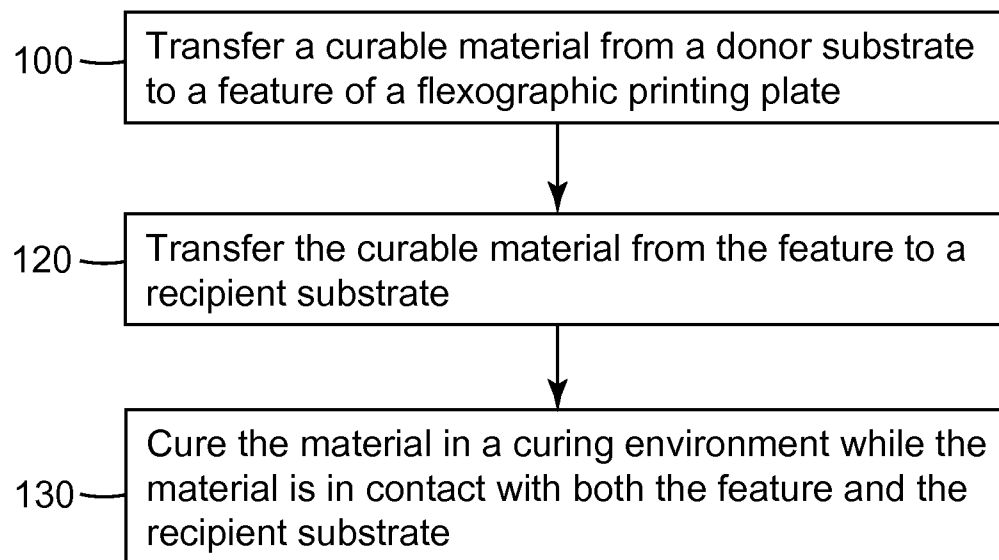 100
Transfer a curable material from a donor substrate
to a feature of a flexographic printing plate
120
Transfer the curable material from the feature to a
recipient substrate
130
Cure the material in a curing environment while the
material is in contact with both the feature and the
recipient substrate